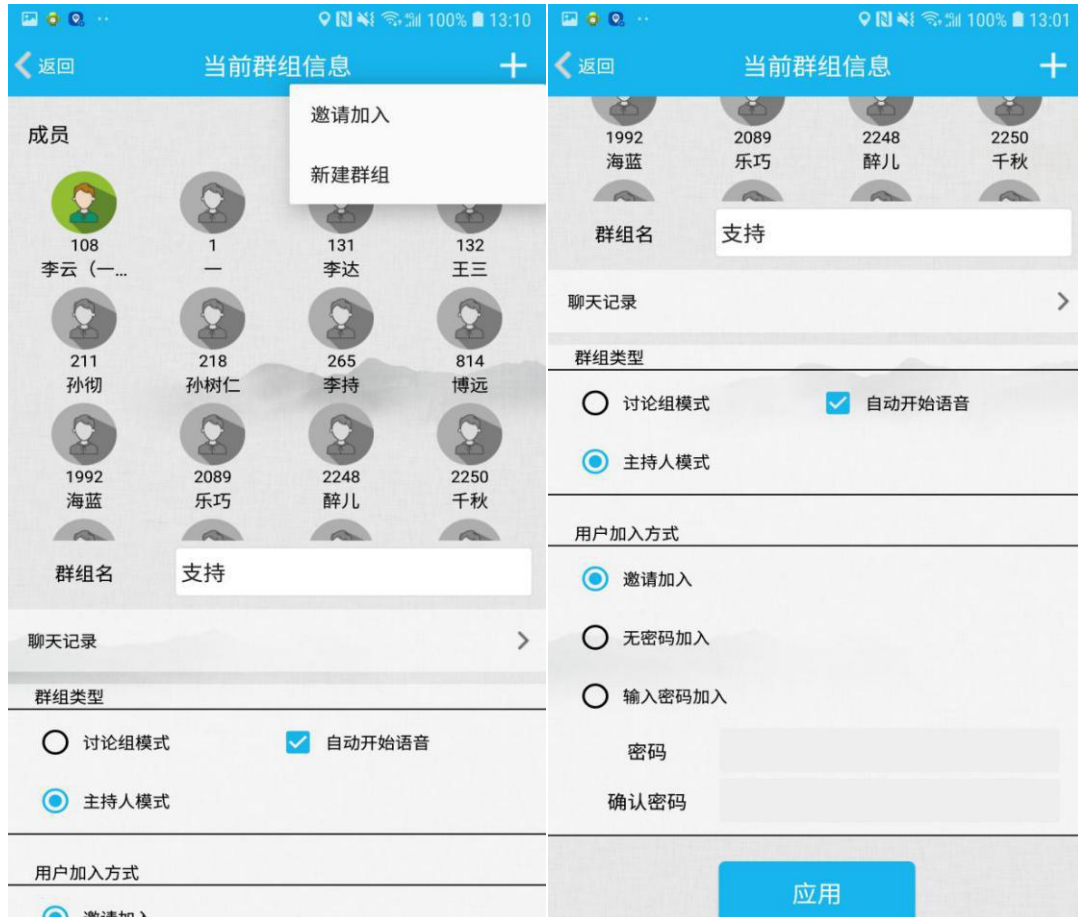 100% 13:10
返回 当前群组信息
邀请加入
新建群组
成员
108 1 131 132
李云（一... 一 李达 王三
211 218 265 814
孙彻 孙树仁 李持 博远
1992 2089 2248 2250
海蓝 乐巧 醉儿 千秋
群组名 支持
聊天记录
群组类型
讨论组模式 自动开始语音
主持人模式
用户加入方式
邀请加入
100% 13:01
返回 当前群组信息
1992 2089 2248 2250
海蓝 乐巧 醉儿 千秋
群组名 支持
聊天记录
群组类型
讨论组模式 自动开始语音
主持人模式
用户加入方式
邀请加入
无密码加入
输入密码加入
密码
确认密码
应用